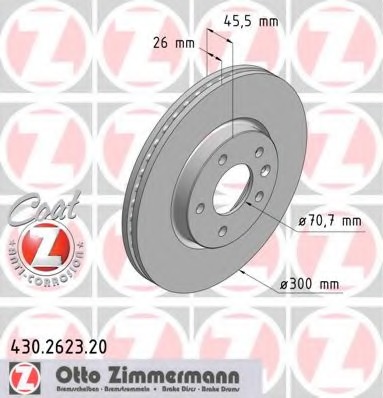 45,5 mm
26 mm
ø70,7 mm
ø300 mm
Coat
Z
ANTI-CORROSION
430.2623.20
Z
Otto Zimmermann
Bremsscheiben - Bremstrommeln • Brake Discs - Brake Drums